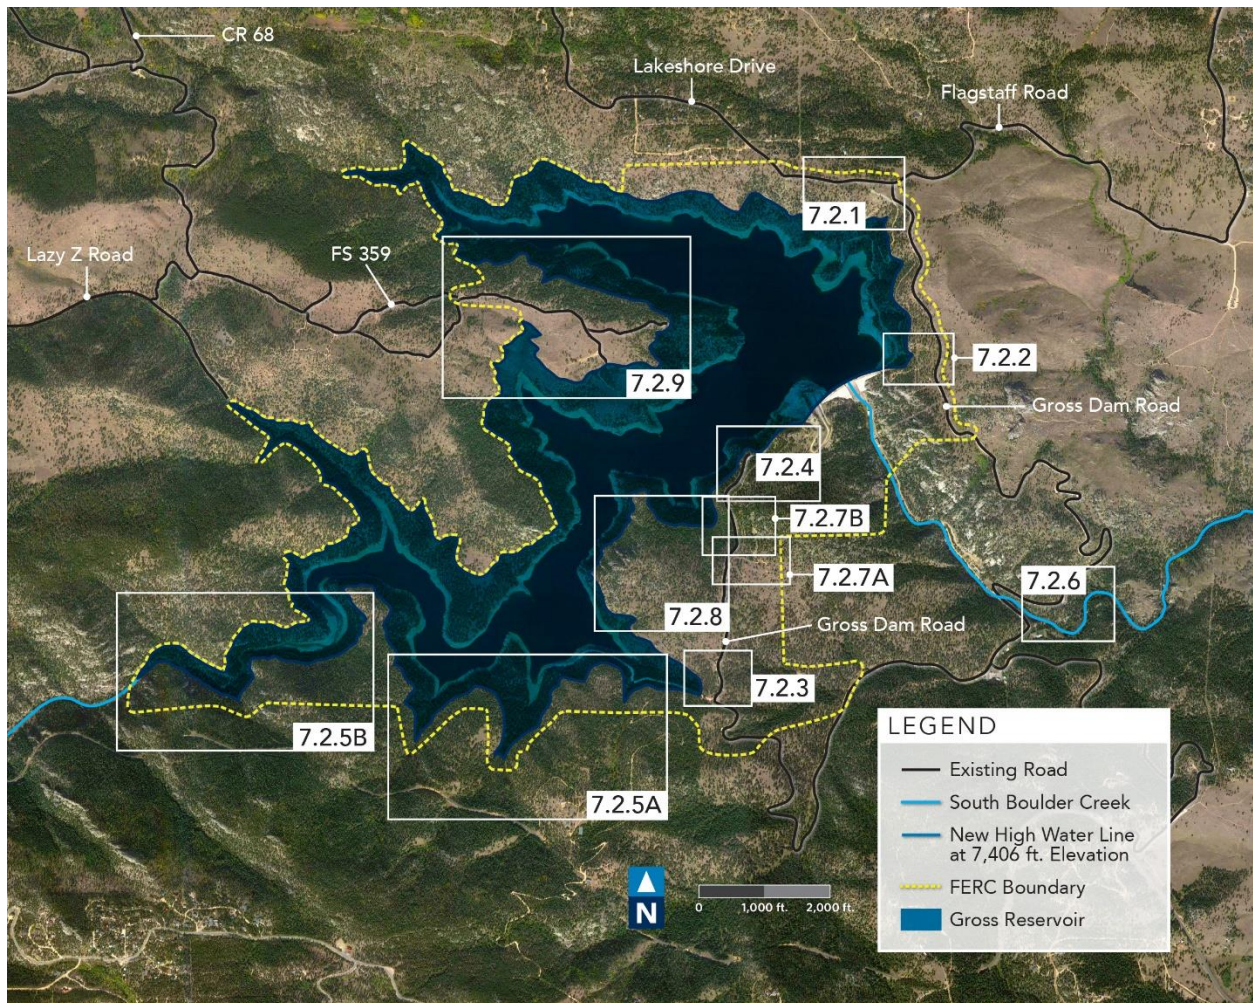 CR 68
Lakeshore Drive
Flagstaff Road
7.2.1
Lazy Z Road
FS 359
7.2.9
7.2.2
Gross Dam Road
7.2.4
7.2.7B
7.2.7A
7.2.6
7.2.8
Gross Dam Road
7.2.3
7.2.5B
7.2.5A
LEGEND
Existing Road
South Boulder Creek
New High Water Line
at 7,406 ft. Elevation
FERC Boundary
Gross Reservoir
N
0 1,000 ft. 2,000 ft.